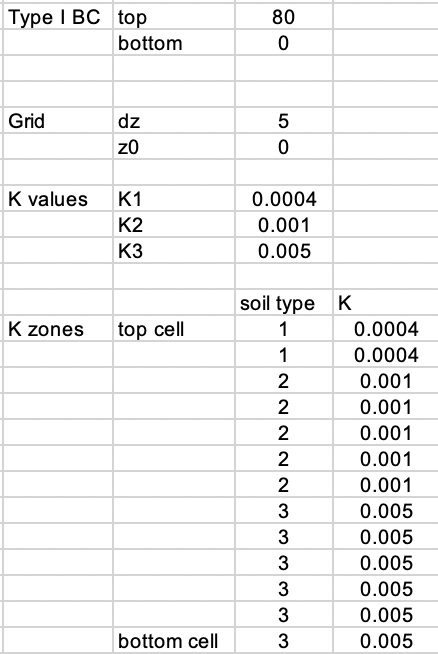 Type I BC top 80
bottom 0
Grid dz 5
z0 0
K values K1 0.0004
K2 0.001
K3 0.005
soil type K
K zones top cell 1 0.0004
1 0.0004
2 0.001
2 0.001
2 0.001
2 0.001
2 0.001
3 0.005
3 0.005
3 0.005
3 0.005
3 0.005
bottom cell 3 0.005